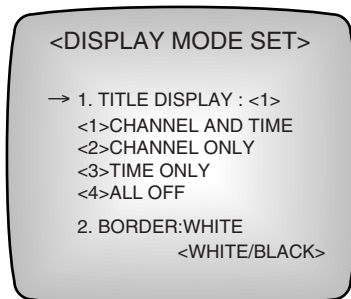 <DISPLAY MODE SET>
→ 1. TITLE DISPLAY : <1>
<1>CHANNEL AND TIME
<2>CHANNEL ONLY
<3>TIME ONLY
<4>ALL OFF
2. BORDER:WHITE
<WHITE/BLACK>